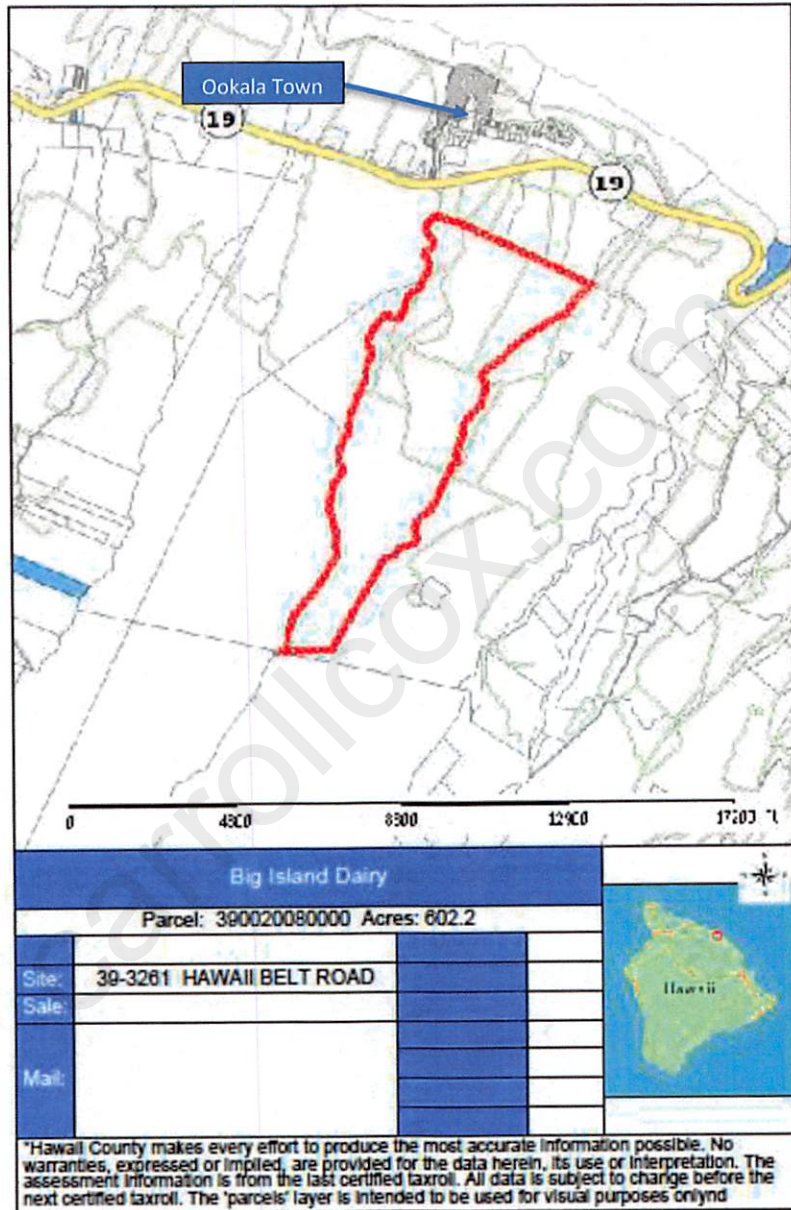 Ookala Town
19
19
0 4300 8600 12900 17200 ft
Big Island Dairy
Parcel: 390020080000 Acres: 602.2
Site: 39-3261 HAWAII BELT ROAD
Sale:
Mail:
Hawaii
"Hawaii County makes every effort to produce the most accurate information possible. No
warranties, expressed or implied, are provided for the data herein, its use or interpretation. The
assessment information is from the last certified taxroll. All data is subject to change before the
next certified taxroll. The 'parcels' layer is intended to be used for visual purposes onlynd
carrollcox.com